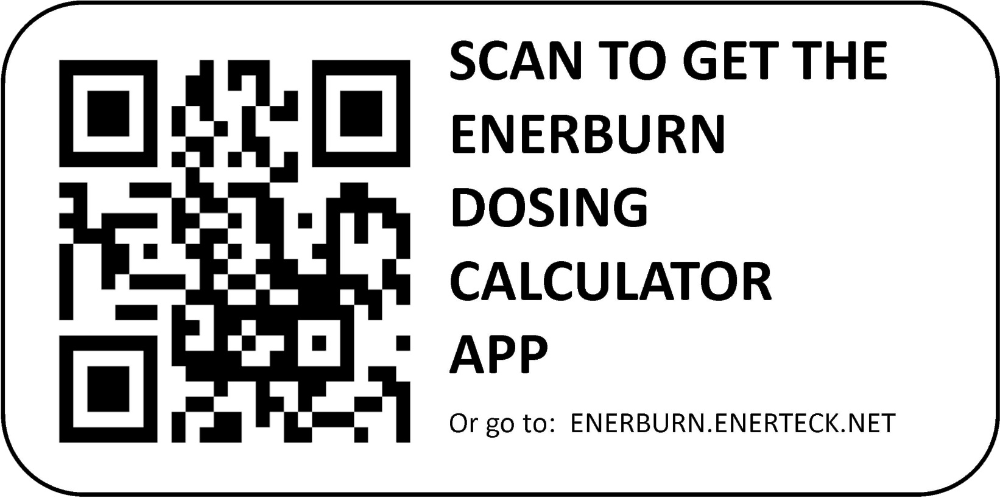 SCAN TO GET THE
ENERBURN
DOSING
CALCULATOR
APP
Or go to:  ENERBURN.ENERTECK.NET